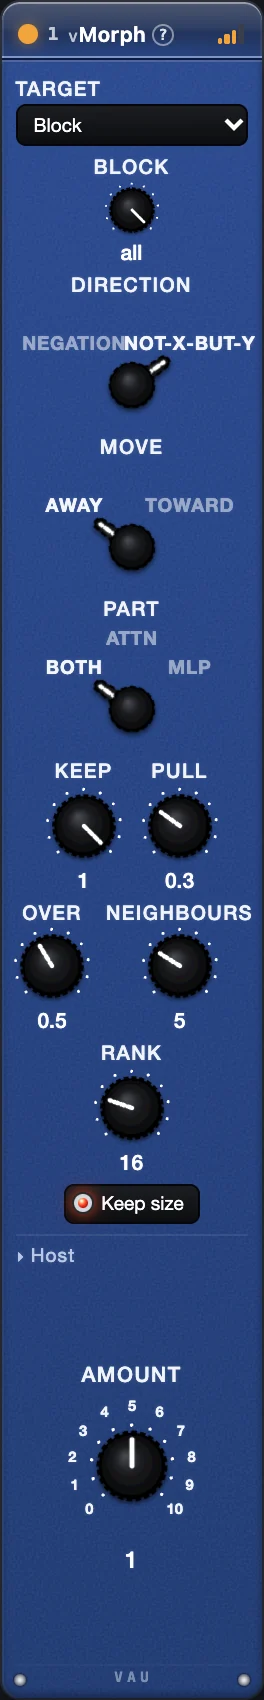 1 vMorph ?
TARGET
Block
BLOCK
all
DIRECTION
NEGATION NOT-X-BUT-Y
MOVE
AWAY TOWARD
PART
ATTN
BOTH MLP
KEEP PULL
1 0.3
OVER NEIGHBOURS
0.5 5
RANK
16
Keep size
Host
AMOUNT
0 1 2 3 4 5 6 7 8 9 10
1
VAU